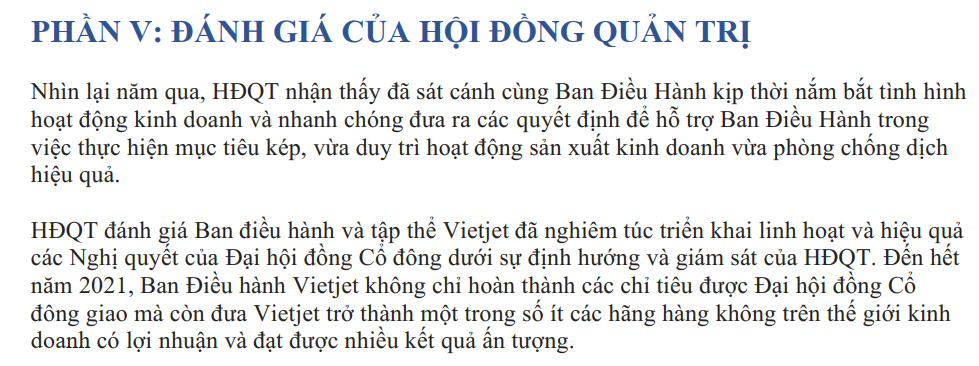 PHẦN V: ĐÁNH GIÁ CỦA HỘI ĐỒNG QUẢN TRỊ
Nhìn lại năm qua, HĐQT nhận thấy đã sát cánh cùng Ban Điều Hành kịp thời nắm bắt tình hình
hoạt động kinh doanh và nhanh chóng đưa ra các quyết định để hỗ trợ Ban Điều Hành trong
việc thực hiện mục tiêu kép, vừa duy trì hoạt động sản xuất kinh doanh vừa phòng chống dịch
hiệu quả.
HĐQT đánh giá Ban điều hành và tập thể Vietjet đã nghiêm túc triển khai linh hoạt và hiệu quả
các Nghị quyết của Đại hội đồng Cổ đông dưới sự định hướng và giám sát của HĐQT. Đến hết
năm 2021, Ban Điều hành Vietjet không chỉ hoàn thành các chỉ tiêu được Đại hội đồng Cổ
đông giao mà còn đưa Vietjet trở thành một trong số ít các hãng hàng không trên thế giới kinh
doanh có lợi nhuận và đạt được nhiều kết quả ấn tượng.